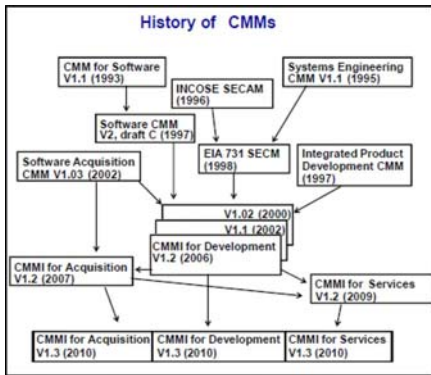 History of CMMs
CMM for Software
V1.1 (1993)
Systems Engineering
CMM V1.1 (1995)
INCOSE SECAM
(1996)
Software CMM
V2, draft C (1997)
EIA 731 SECM
(1998)
Integrated Product
Development CMM
(1997)
Software Acquisition
CMM V1.03 (2002)
V1.02 (2000)
V1.1 (2002)
CMMI for Development
V1.2 (2006)
CMMI for Acquisition
V1.2 (2007)
CMMI for Services
V1.2 (2009)
CMMI for Acquisition
V1.3 (2010)
CMMI for Development
V1.3 (2010)
CMMI for Services
V1.3 (2010)